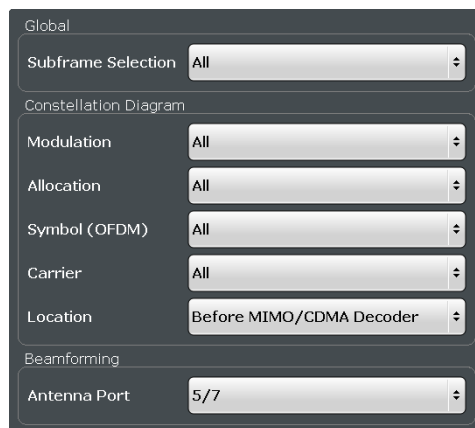 Global
Subframe Selection All
Constellation Diagram
Modulation All
Allocation All
Symbol (OFDM) All
Carrier All
Location Before MIMO/CDMA Decoder
Beamforming
Antenna Port 5/7